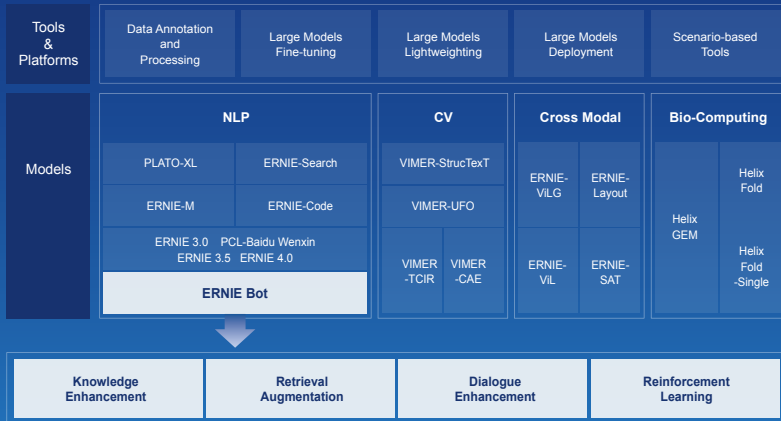 Tools
&
Platforms
Data Annotation
and
Processing
Large Models
Fine-tuning
Large Models
Lightweighting
Large Models
Deployment
Scenario-based
Tools
Models
NLP
PLATO-XL
ERNIE-Search
ERNIE-M
ERNIE-Code
ERNIE 3.0 PCL-Baidu Wenxin
ERNIE 3.5 ERNIE 4.0
ERNIE Bot
CV
VIMER-StrucTexT
VIMER-UFO
VIMER
-TCIR
VIMER
-CAE
Cross Modal
ERNIE-
ViLG
ERNIE-
Layout
ERNIE-
ViL
ERNIE-
SAT
Bio-Computing
Helix
GEM
Helix
Fold
Helix
Fold
-Single
Knowledge
Enhancement
Retrieval
Augmentation
Dialogue
Enhancement
Reinforcement
Learning